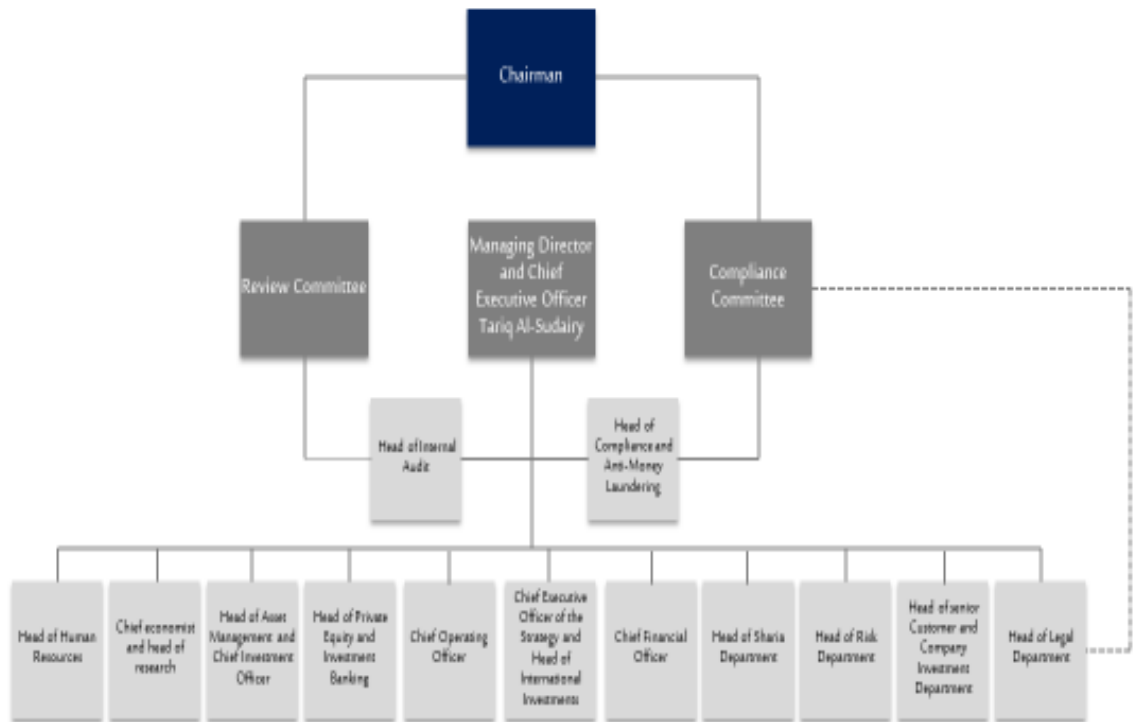 Chairman
Review Committee
Managing Director
and Chief
Executive Officer
Tariq Al-Sudairy
Compliance
Committee
Head of Internal
Audit
Head of
Compliance and
Anti-Money
Laundering
Head of Human
Resources
Chief economist
and head of
research
Head of Asset
Management and
Chief Investment
Officer
Head of Private
Equity and
Investment
Banking
Chief Operating
Officer
Chief Executive
Officer of the
Strategy and
Head of
International
Investments
Chief Financial
Officer
Head of Sharia
Department
Head of Risk
Department
Head of senior
Customer and
Company
Investment
Department
Head of Legal
Department